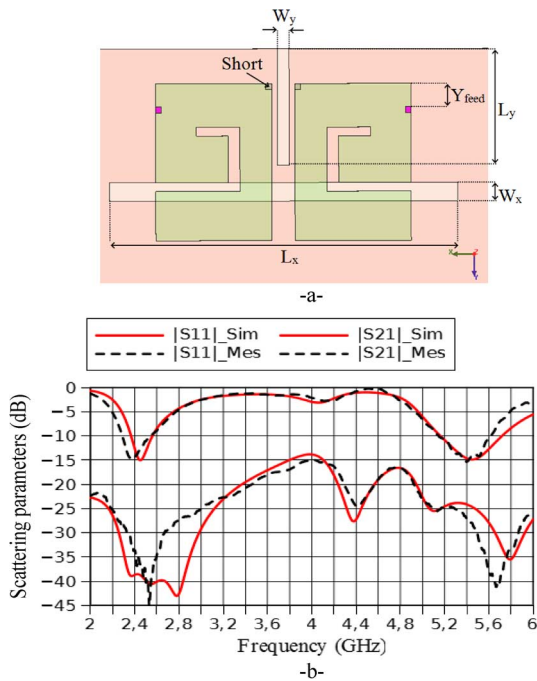 Wy
Short
Yfeed
Ly
Wx
Lx
X
Z
Y
-a-
|S11|_Sim
|S21|_Sim
|S11|_Mes
|S21|_Mes
Scattering parameters (dB)
0
−5
−10
−15
−20
−25
−30
−35
−40
−45
2
2,4
2,8
3,2
3,6
4
4,4
4,8
5,2
5,6
6
Frequency (GHz)
-b-